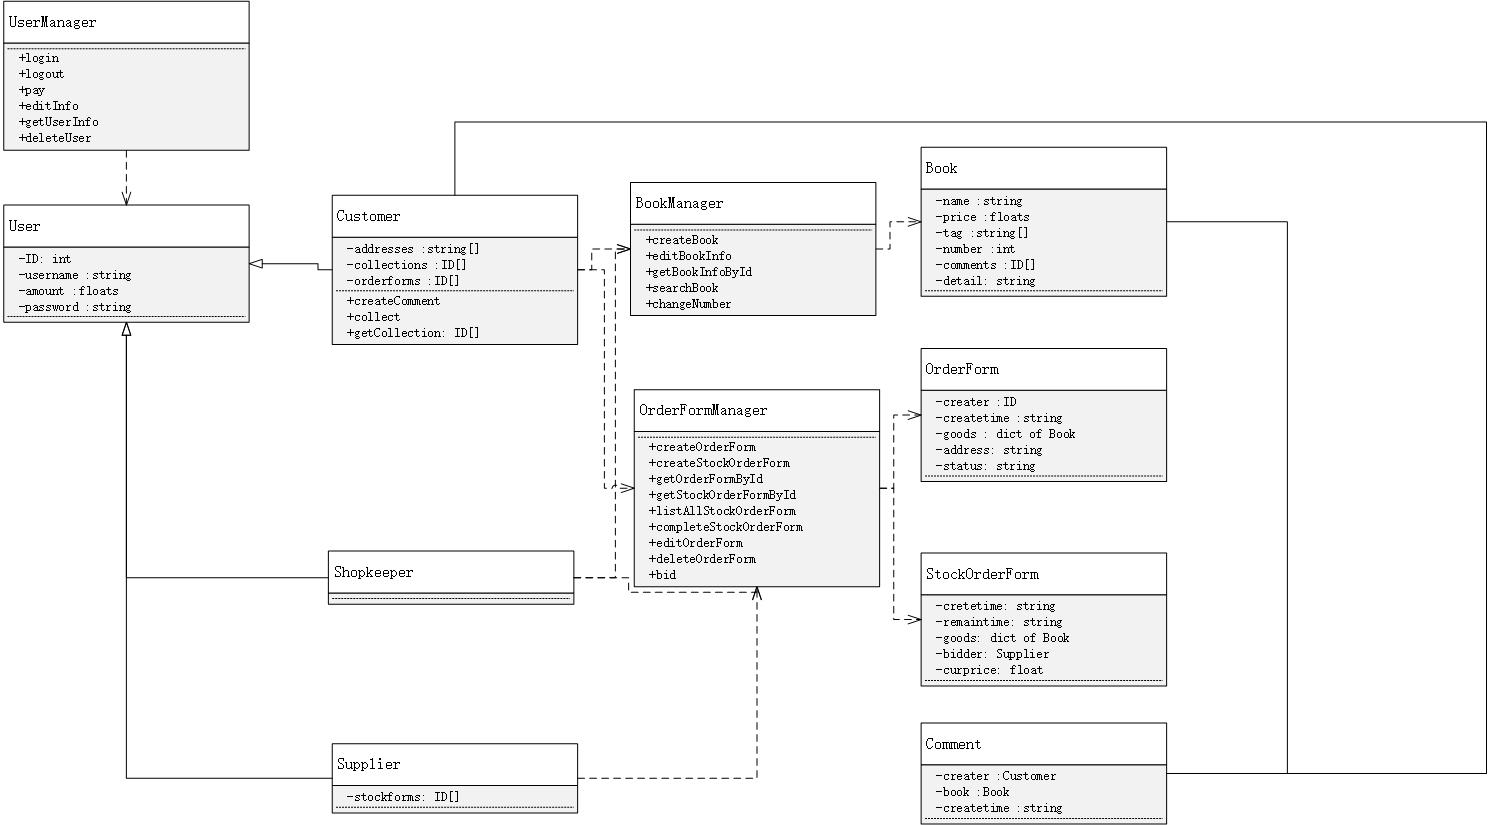 UserManager
+login
+logout
+pay
+editInfo
+getUserInfo
+deleteUser
User
-ID: int
-username :string
-amount :floats
-password :string
Customer
-addresses :string[]
-collections :ID[]
-orderforms :ID[]
+createComment
+collect
+getCollection: ID[]
BookManager
+createBook
+editBookInfo
+getBookInfoById
+searchBook
+changeNumber
Book
-name :string
-price :floats
-tag :string[]
-number :int
-comments :ID[]
-detail: string
OrderFormManager
+createOrderForm
+createStockOrderForm
+getOrderFormById
+getStockOrderFormById
+listAllStockOrderForm
+completeStockOrderForm
+editOrderForm
+deleteOrderForm
+bid
OrderForm
-creater :ID
-createtime :string
-goods : dict of Book
-address: string
-status: string
Shopkeeper
StockOrderForm
-cretetime: string
-remaintime: string
-goods: dict of Book
-bidder: Supplier
-curprice: float
Supplier
-stockforms: ID[]
Comment
-creater :Customer
-book :Book
-createtime :string